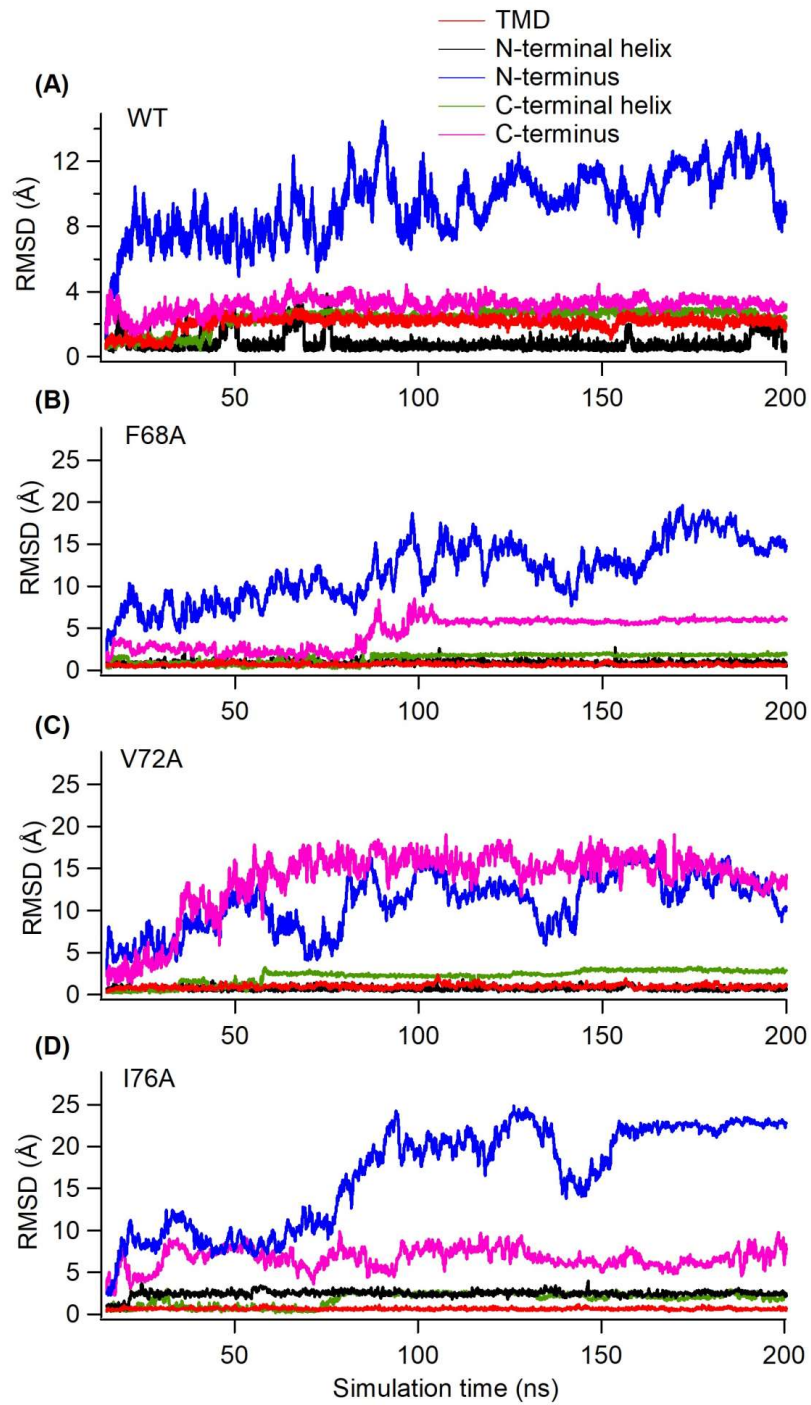 TMD
N-terminal helix
N-terminus
C-terminal helix
C-terminus
(A)
WT
12
8
4
0
RMSD (Å)
50 100 150 200
(B)
F68A
25
20
15
10
5
0
RMSD (Å)
50 100 150 200
(C)
V72A
25
20
15
10
5
0
RMSD (Å)
50 100 150 200
(D)
I76A
25
20
15
10
5
0
RMSD (Å)
50 100 150 200
Simulation time (ns)